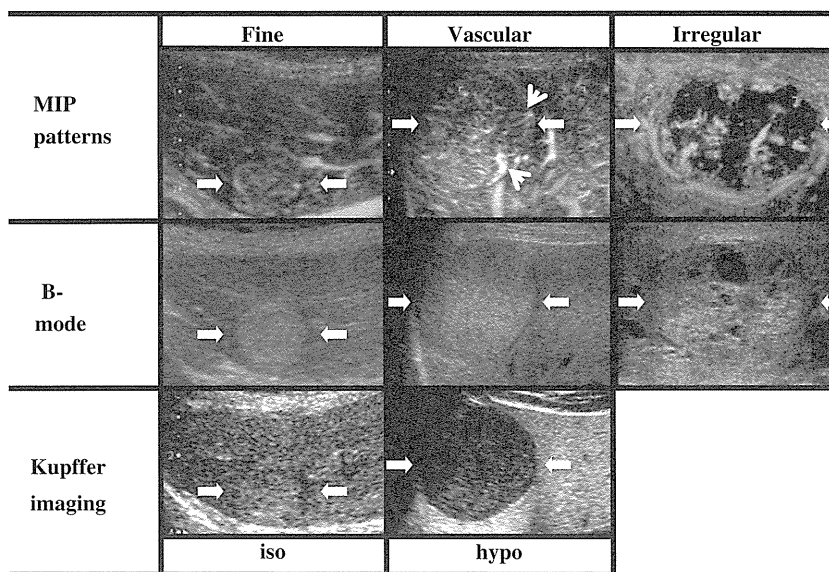 Fine Vascular Irregular
MIP
patterns
B-
mode
Kupffer
imaging
iso hypo